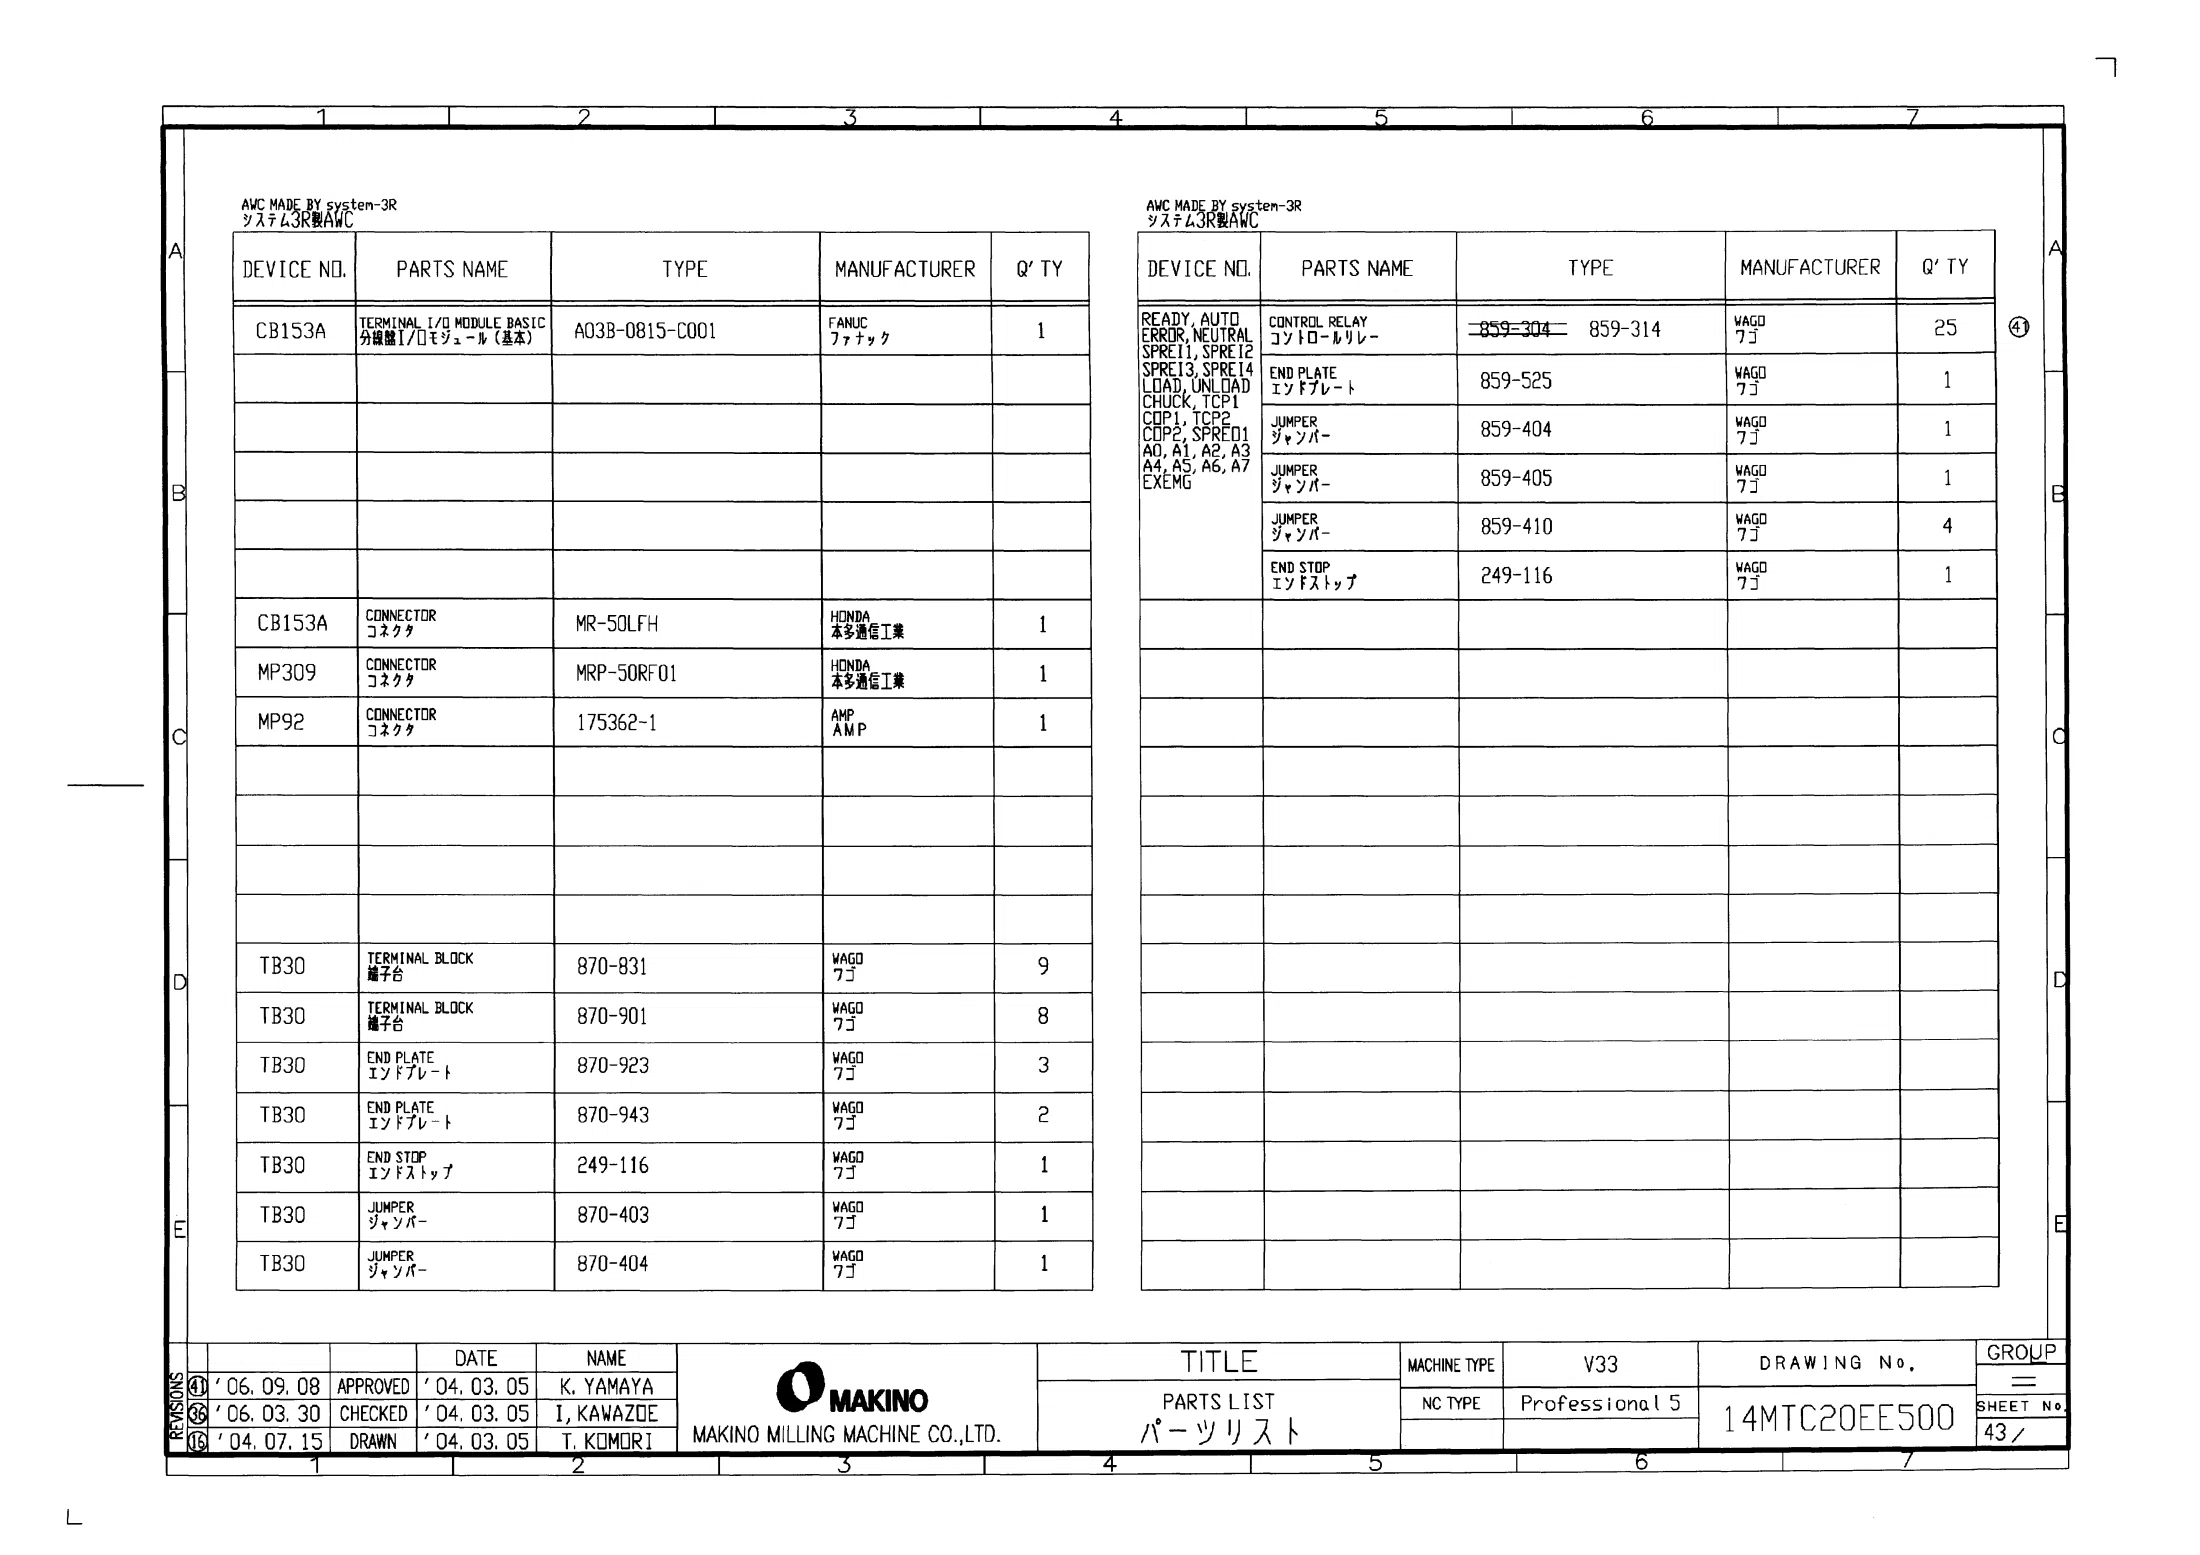 1 2 3 4 5 6 7
A
B
C
D
E
AWC MADE BY system-3R
システム3R製AWC
DEVICE NO. PARTS NAME TYPE MANUFACTURER Q'TY
CB153A TERMINAL I/O MODULE BASIC A03B-0815-C001 FANUC 1
分線盤I/Oモジュール(基本) ファナック
CB153A CONNECTOR MR-50LFH HONDA 1
コネクタ 本多通信工業
MP309 CONNECTOR MRP-50RF01 HONDA 1
コネクタ 本多通信工業
MP92 CONNECTOR 175362-1 AMP 1
コネクタ AMP
TB30 TERMINAL BLOCK 870-831 WAGO 9
端子台 ワゴ
TB30 TERMINAL BLOCK 870-901 WAGO 8
端子台 ワゴ
TB30 END PLATE 870-923 WAGO 3
エンドプレート ワゴ
TB30 END PLATE 870-943 WAGO 2
エンドプレート ワゴ
TB30 END STOP 249-116 WAGO 1
エンドストップ ワゴ
TB30 JUMPER 870-403 WAGO 1
ジャンパー ワゴ
TB30 JUMPER 870-404 WAGO 1
ジャンパー ワゴ
AWC MADE BY system-3R
システム3R製AWC
DEVICE NO. PARTS NAME TYPE MANUFACTURER Q'TY
READY, AUTO
ERROR, NEUTRAL
SPREI1, SPREI2
SPREI3, SPREI4
LOAD, UNLOAD
CHUCK, TCP1
COP1, TCP2
COP2, SPREO1
A0, A1, A2, A3
A4, A5, A6, A7
EXEMG
CONTROL RELAY 859-304 859-314 WAGO 25 41
コントロールリレー ワゴ
END PLATE 859-525 WAGO 1
エンドプレート ワゴ
JUMPER 859-404 WAGO 1
ジャンパー ワゴ
JUMPER 859-405 WAGO 1
ジャンパー ワゴ
JUMPER 859-410 WAGO 4
ジャンパー ワゴ
END STOP 249-116 WAGO 1
エンドストップ ワゴ
A
B
C
D
E
REVISIONS
DATE NAME
41 '06.09.08 APPROVED '04.03.05 K. YAMAYA
36 '06.03.30 CHECKED '04.03.05 I, KAWAZOE
16 '04.07.15 DRAWN '04.03.05 T. KOMORI
MAKINO
MAKINO MILLING MACHINE CO.,LTD.
TITLE
PARTS LIST
パーツリスト
MACHINE TYPE V33
NC TYPE Professional 5
DRAWING No.
14MTC20EE500
GROUP
=
SHEET No.
43/
1 2 3 4 5 6 7